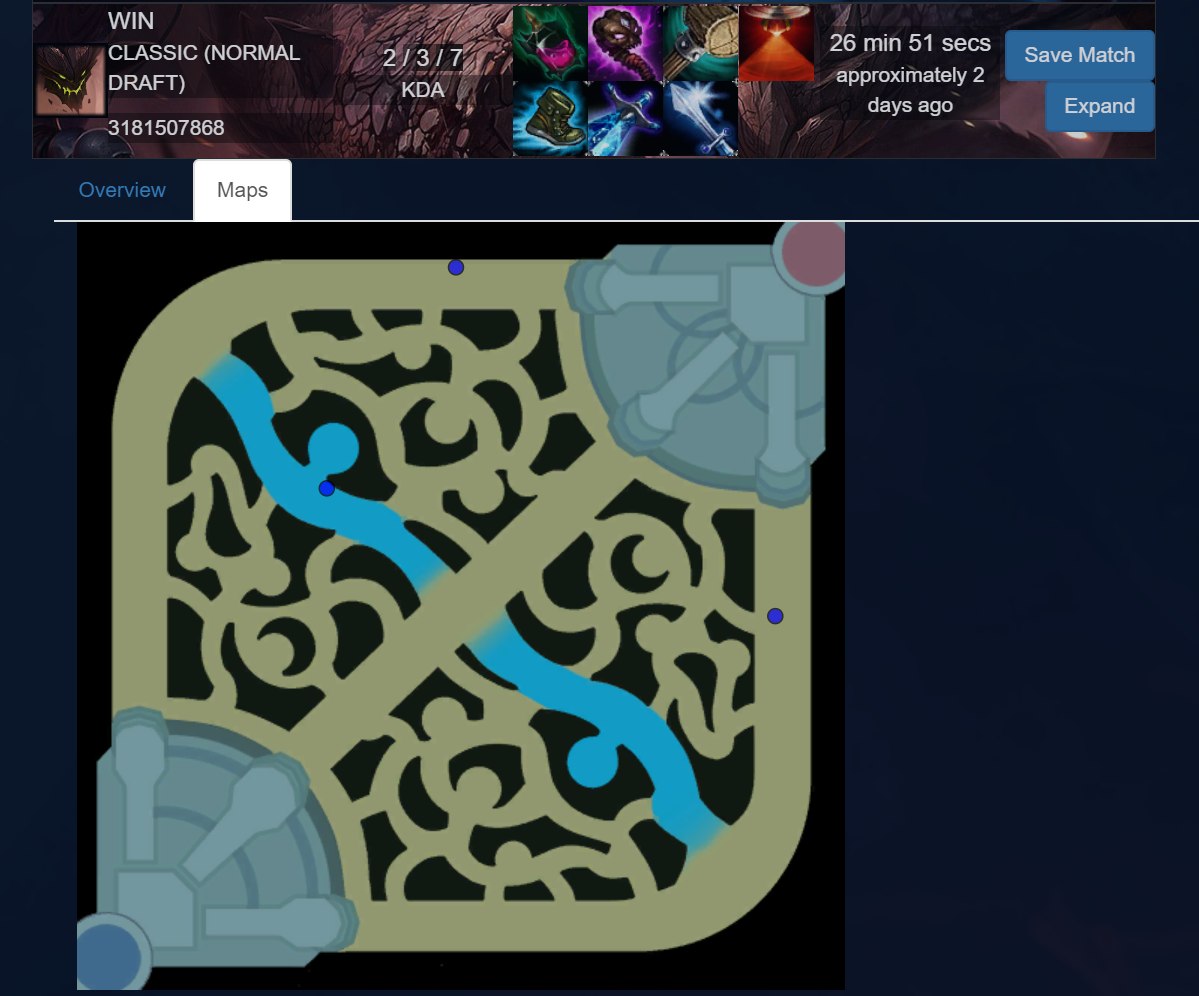 WIN
CLASSIC (NORMAL
DRAFT)
3181507868
2 / 3 / 7
KDA
26 min 51 secs
approximately 2
days ago
Save Match
Expand
Overview
Maps